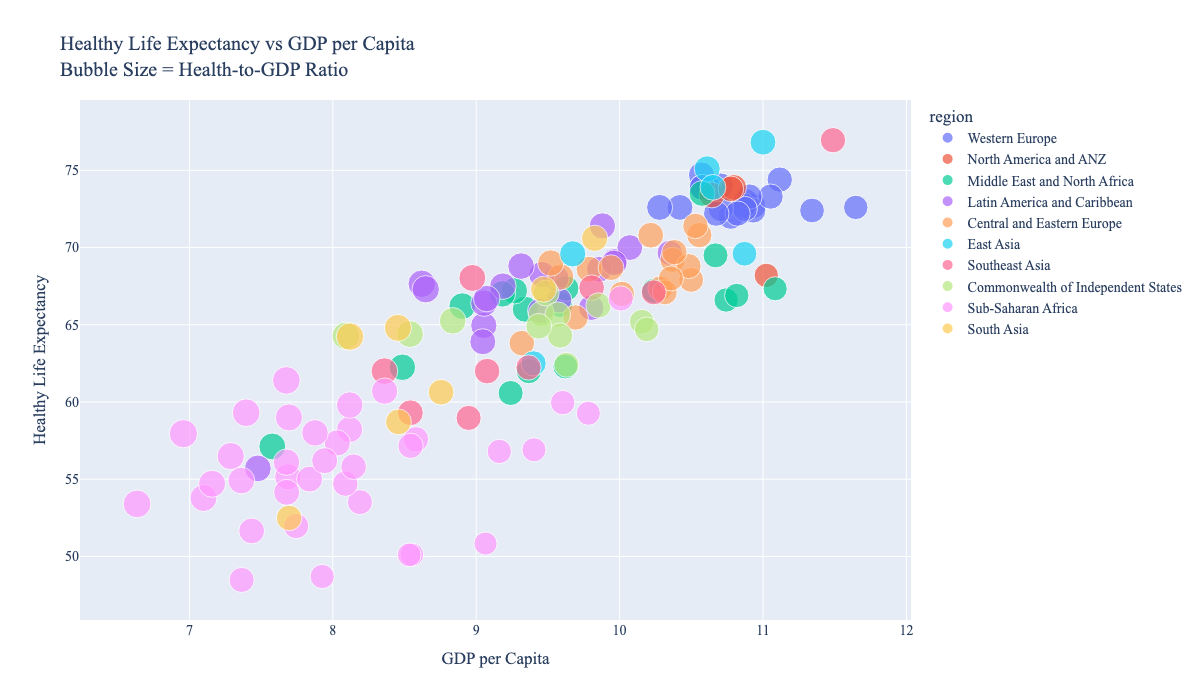 Healthy Life Expectancy vs GDP per Capita
Bubble Size = Health-to-GDP Ratio
region
Western Europe
North America and ANZ
Middle East and North Africa
Latin America and Caribbean
Central and Eastern Europe
East Asia
Southeast Asia
Commonwealth of Independent States
Sub-Saharan Africa
South Asia
75
70
65
60
55
50
Healthy Life Expectancy
7
8
9
10
11
12
GDP per Capita